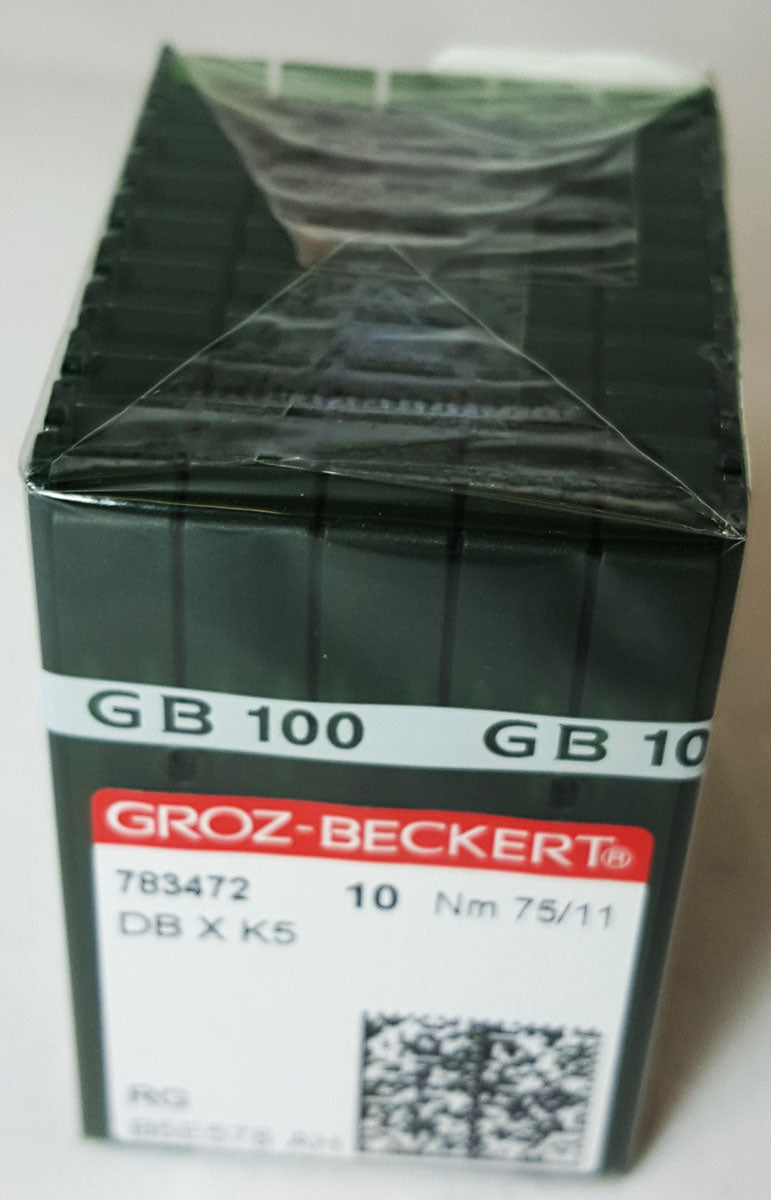 GB 100 GB 10
GROZ-BECKERT®
783472 10 Nm 75/11
DB X K5
RG